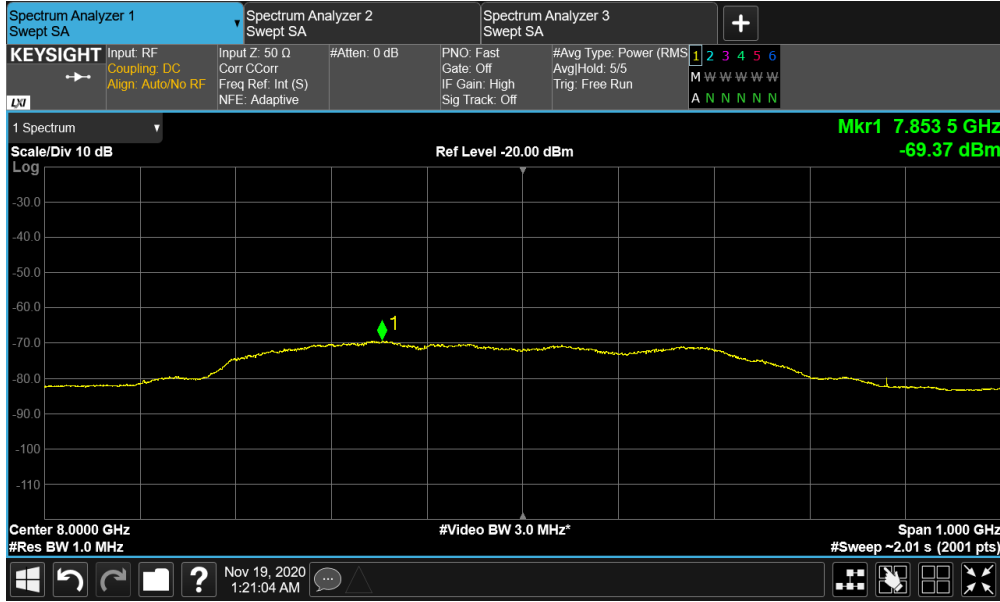 Spectrum Analyzer 1
Swept SA
Spectrum Analyzer 2
Swept SA
Spectrum Analyzer 3
Swept SA
+
KEYSIGHT
LXI
Input: RF
Coupling: DC
Align: Auto/No RF
Input Z: 50 Ω
Corr CCorr
Freq Ref: Int (S)
NFE: Adaptive
#Atten: 0 dB
PNO: Fast
Gate: Off
IF Gain: High
Sig Track: Off
#Avg Type: Power (RMS
Avg|Hold: 5/5
Trig: Free Run
1 2 3 4 5 6
M W W W W W
A N N N N N
1 Spectrum
Scale/Div 10 dB
Log
Ref Level -20.00 dBm
Mkr1 7.853 5 GHz
-69.37 dBm
-30.0
-40.0
-50.0
-60.0
-70.0
-80.0
-90.0
-100
-110
1
Center 8.0000 GHz
#Res BW 1.0 MHz
#Video BW 3.0 MHz*
Span 1.000 GHz
#Sweep ~2.01 s (2001 pts)
?
Nov 19, 2020
1:21:04 AM